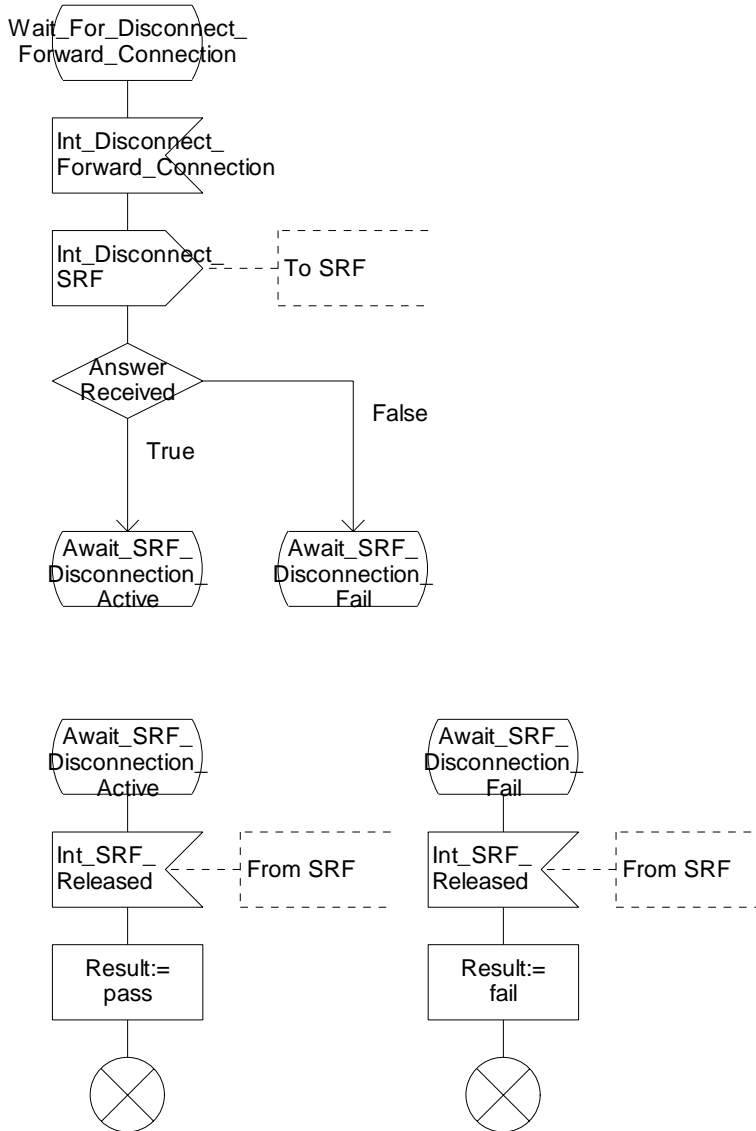 Wait_For_Disconnect_
Forward_Connection
Int_Disconnect_
Forward_Connection
Int_Disconnect_
SRF
To SRF
Answer
Received
False
True
Await_SRF_
Disconnection_
Active
Await_SRF_
Disconnection_
Fail
Await_SRF_
Disconnection_
Active
Await_SRF_
Disconnection_
Fail
Int_SRF_
Released
From SRF
Int_SRF_
Released
From SRF
Result:=
pass
Result:=
fail